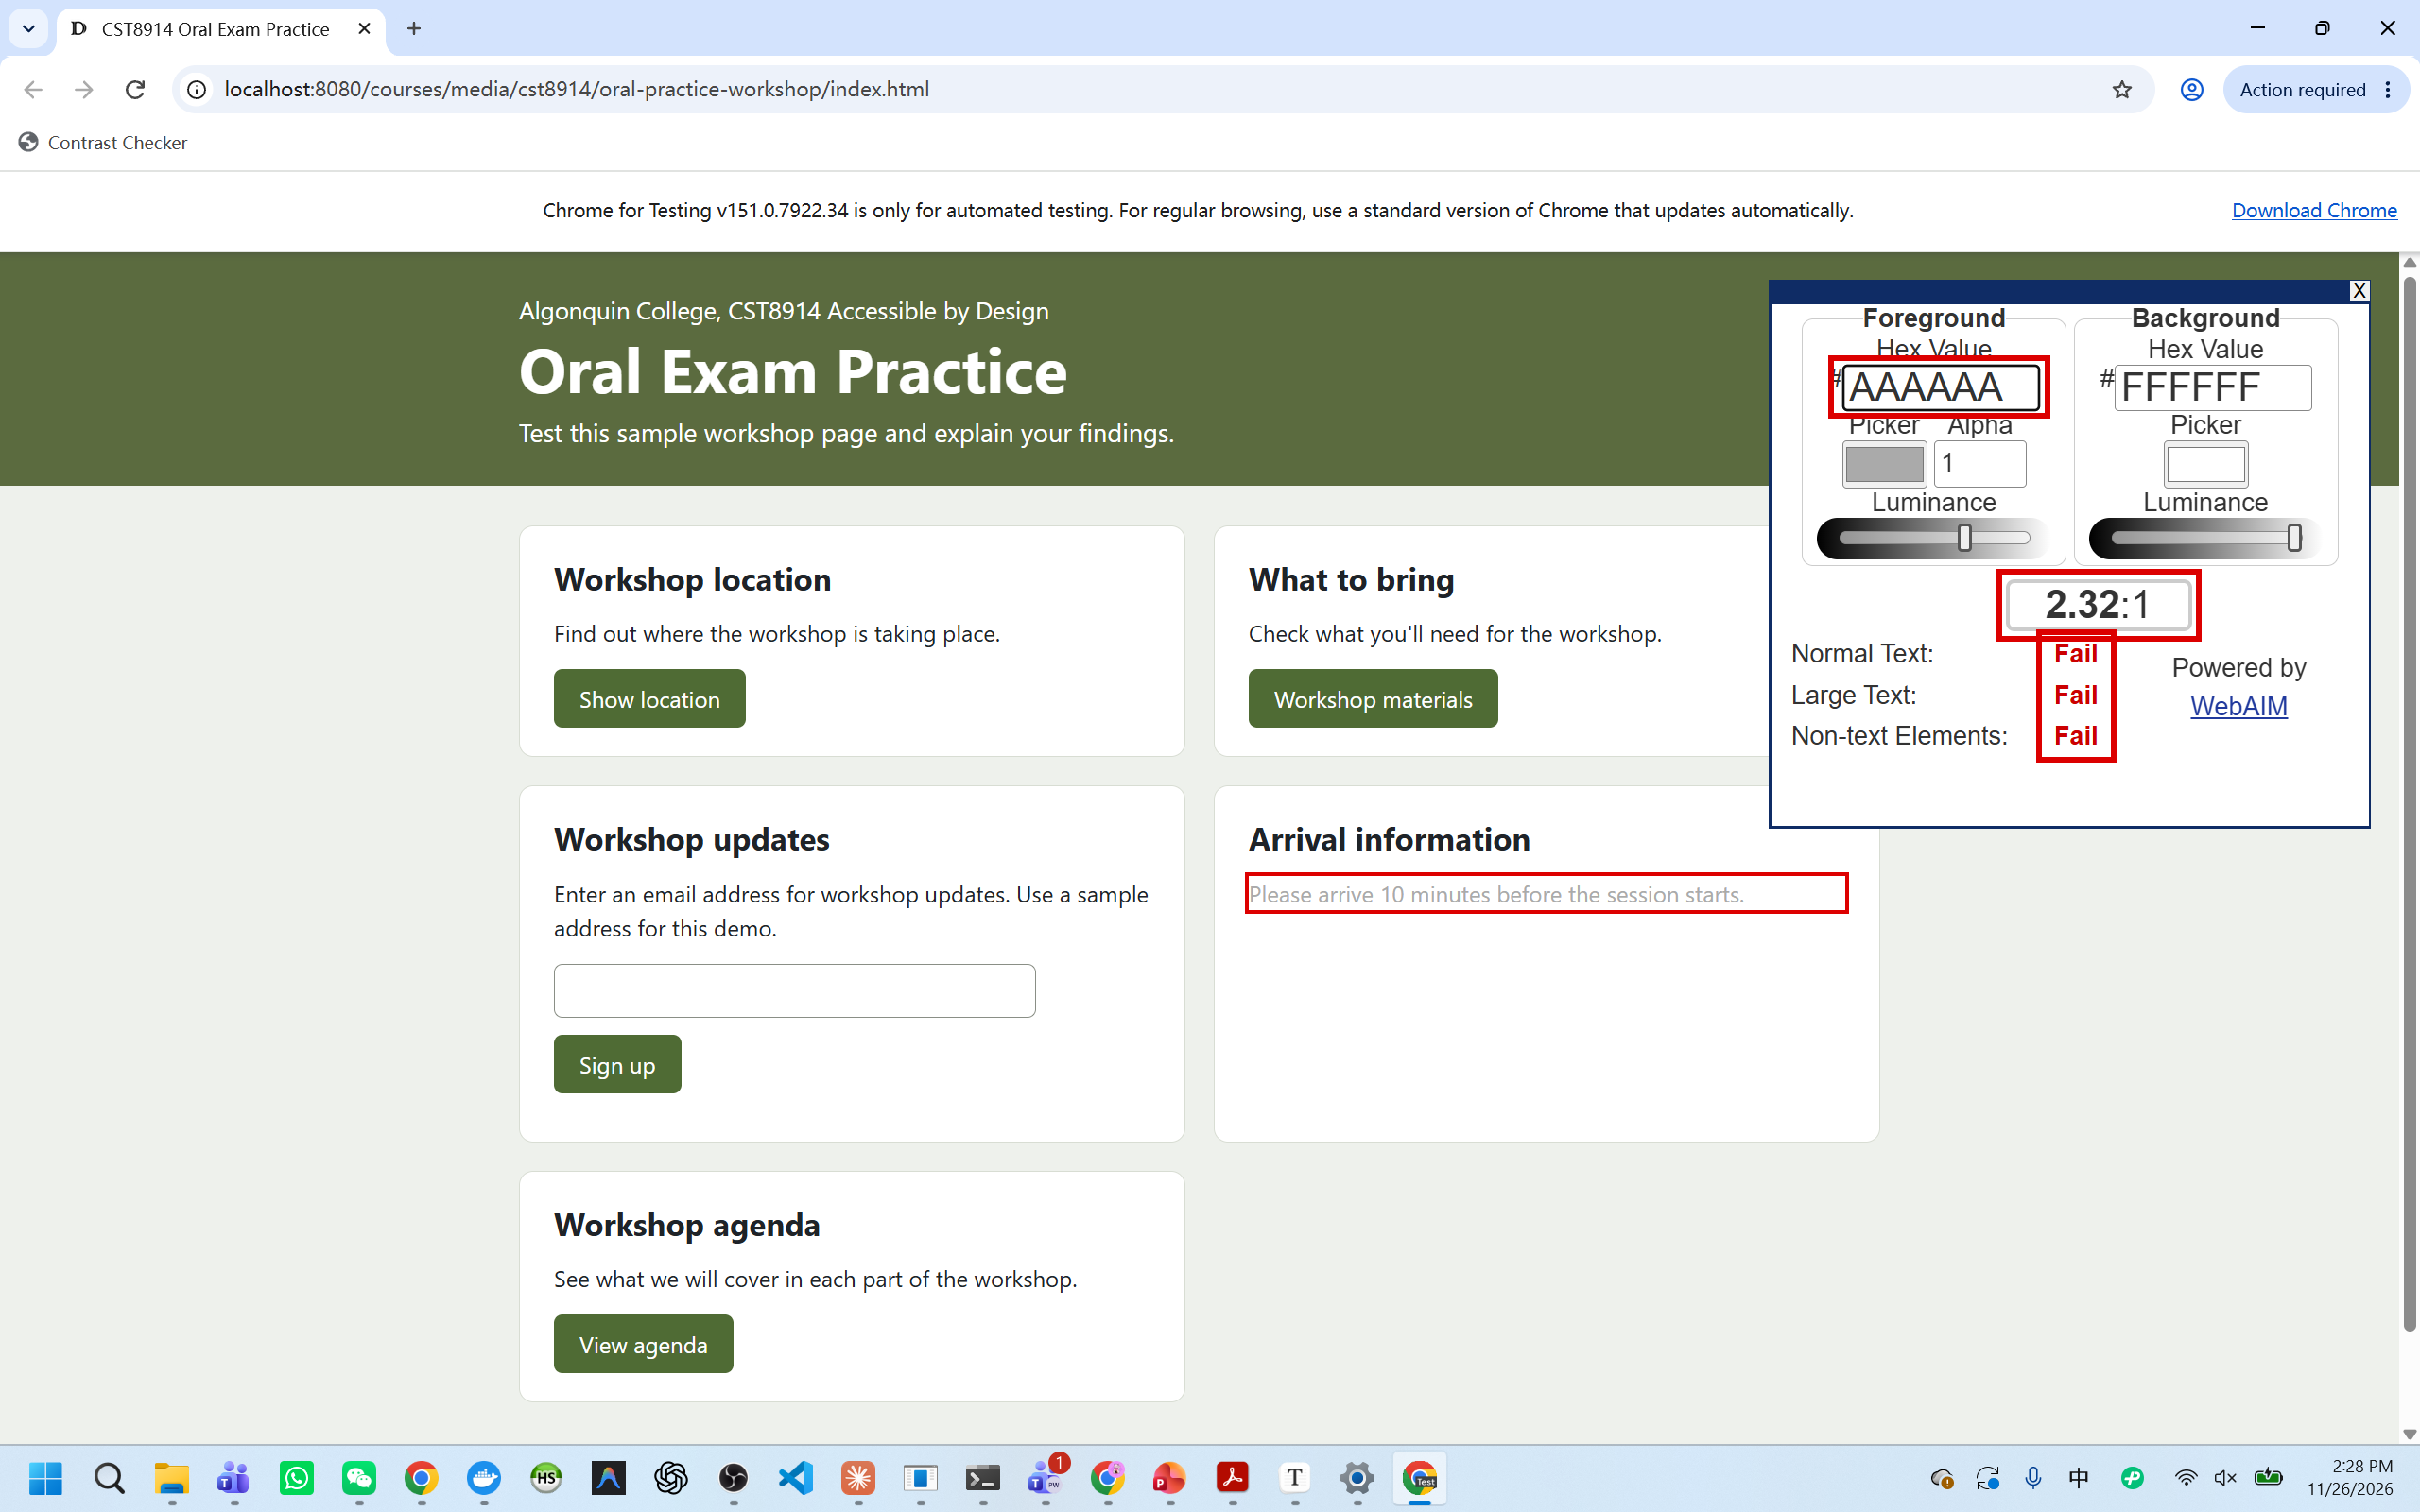 CST8914 Oral Exam Practice
localhost:8080/courses/media/cst8914/oral-practice-workshop/index.html
Action required
Contrast Checker
Chrome for Testing v151.0.7922.34 is only for automated testing. For regular browsing, use a standard version of Chrome that updates automatically.
Download Chrome
Algonquin College, CST8914 Accessible by Design
Oral Exam Practice
Test this sample workshop page and explain your findings.
X
Foreground
Hex Value
# AAAAAA
Picker Alpha
1
Luminance
Background
Hex Value
# FFFFFF
Picker
Luminance
2.32:1
Normal Text: Fail
Large Text: Fail
Non-text Elements: Fail
Powered by
WebAIM
Workshop location
Find out where the workshop is taking place.
Show location
What to bring
Check what you'll need for the workshop.
Workshop materials
Workshop updates
Enter an email address for workshop updates. Use a sample
address for this demo.
Sign up
Arrival information
Please arrive 10 minutes before the session starts.
Workshop agenda
See what we will cover in each part of the workshop.
View agenda
HS
1
PW
T
Test
中
2:28 PM
11/26/2026